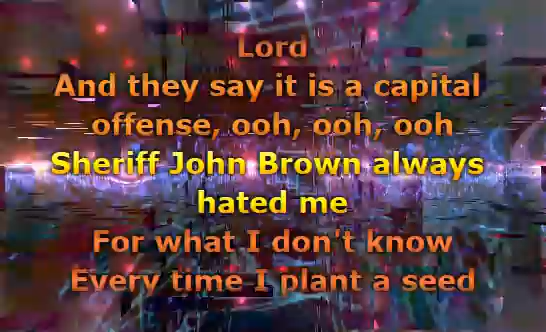 Lord
And they say it is a capital
offense, ooh, ooh, ooh
Sheriff John Brown always
hated me
For what I don't know
Every time I plant a seed